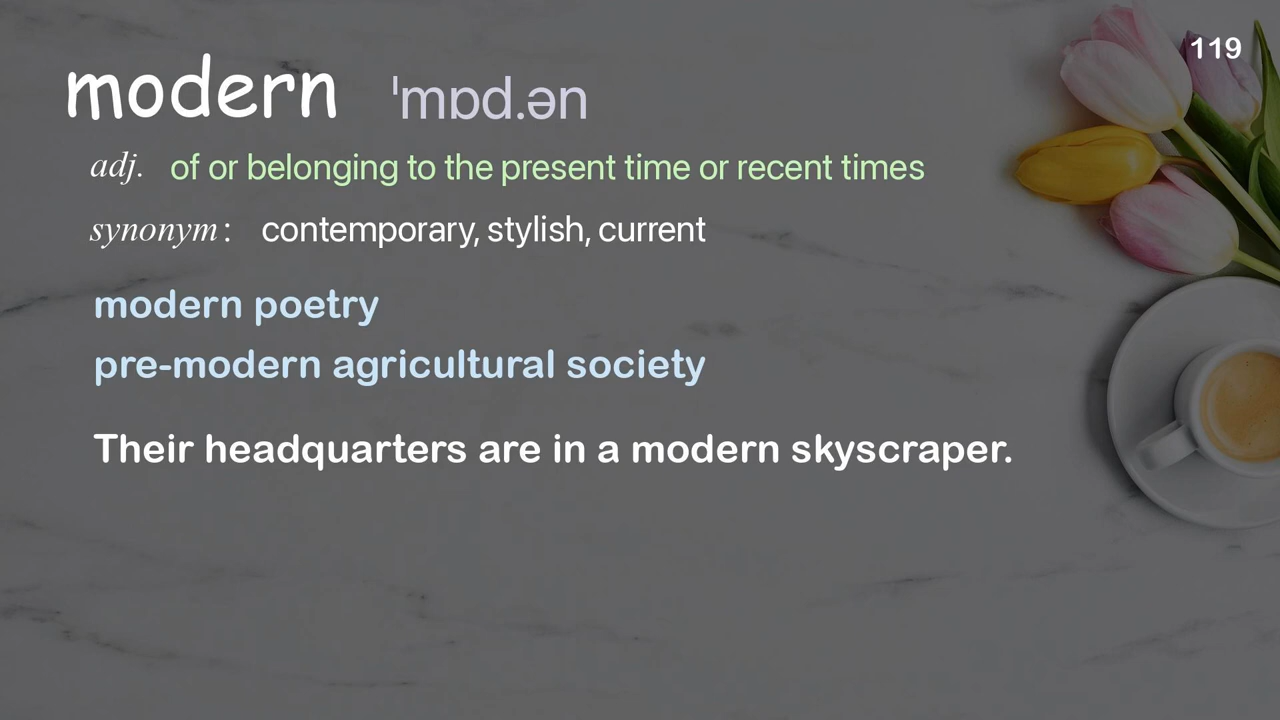 119
modern ˈmɒd.ən
adj. of or belonging to the present time or recent times
synonym: contemporary, stylish, current
modern poetry
pre-modern agricultural society
Their headquarters are in a modern skyscraper.